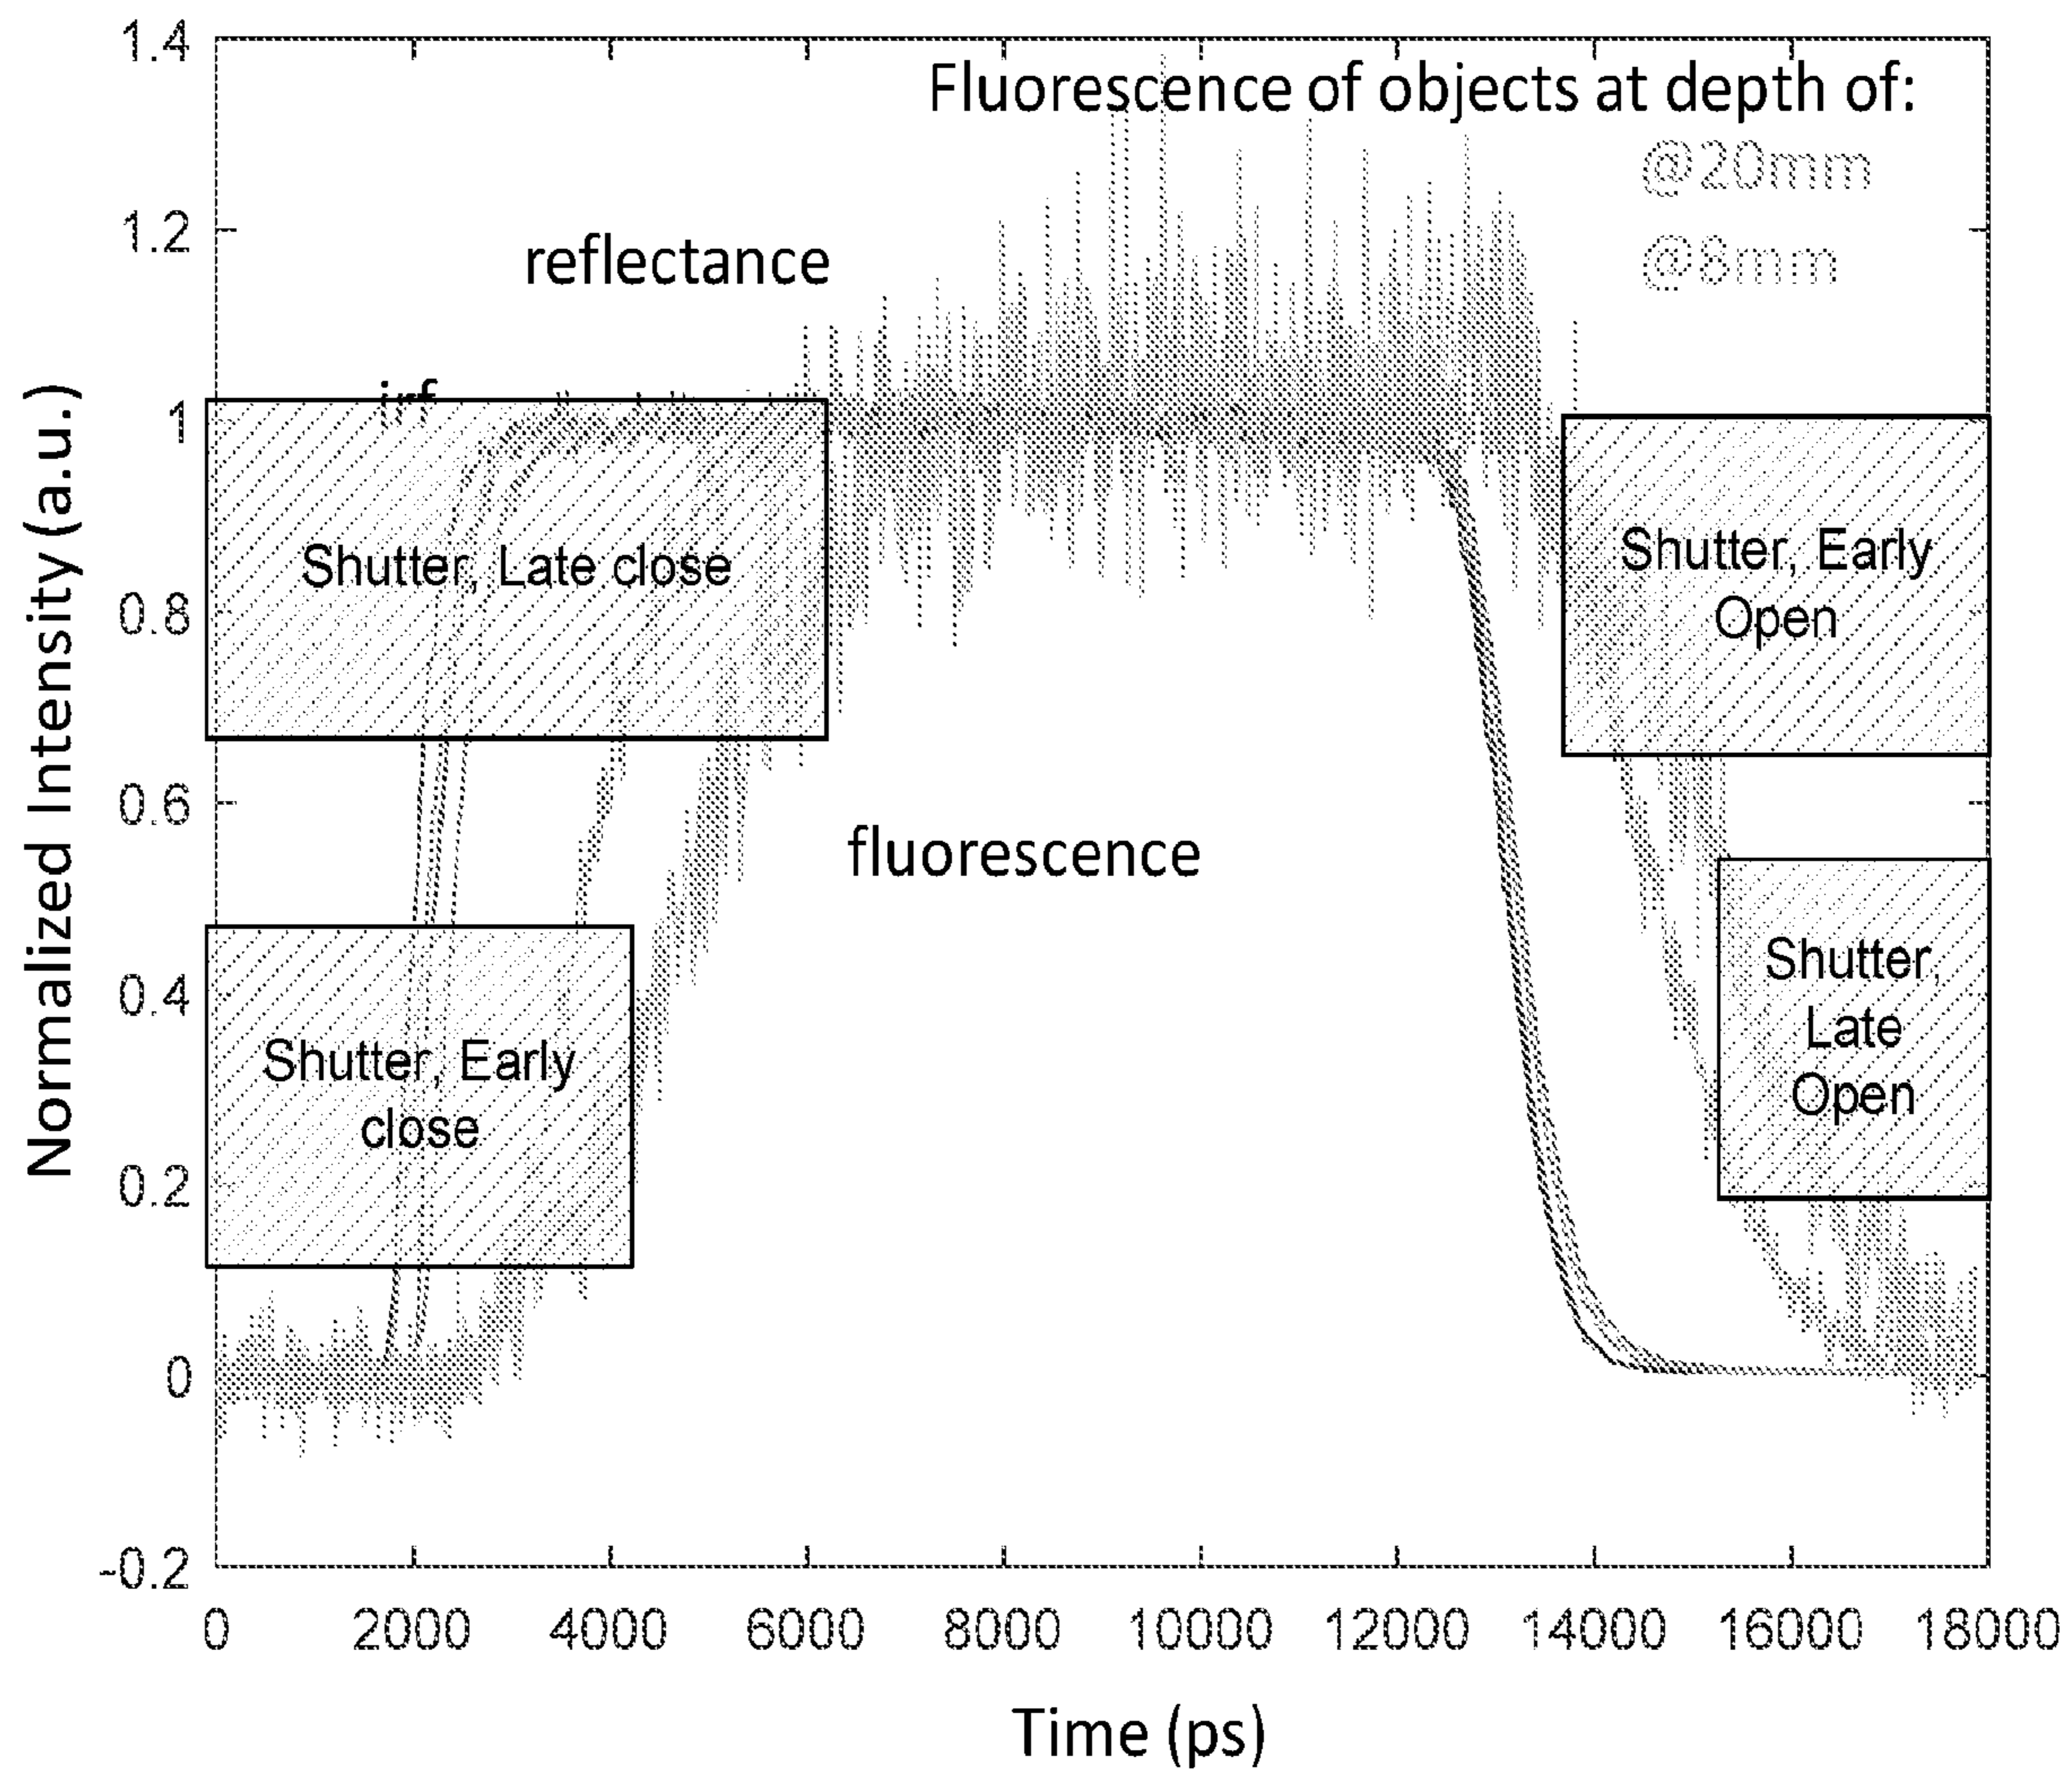 1.4
Fluorescence of objects at depth of:
@20mm
1.2
reflectance
@8mm
irf
1
Shutter, Late close
Shutter, Early
Open
0.8
0.6
fluorescence
Normalized Intensity (a.u.)
0.4
Shutter,
Late
Open
Shutter, Early
close
0.2
0
-0.2
0 2000 4000 6000 8000 10000 12000 14000 16000 18000
Time (ps)